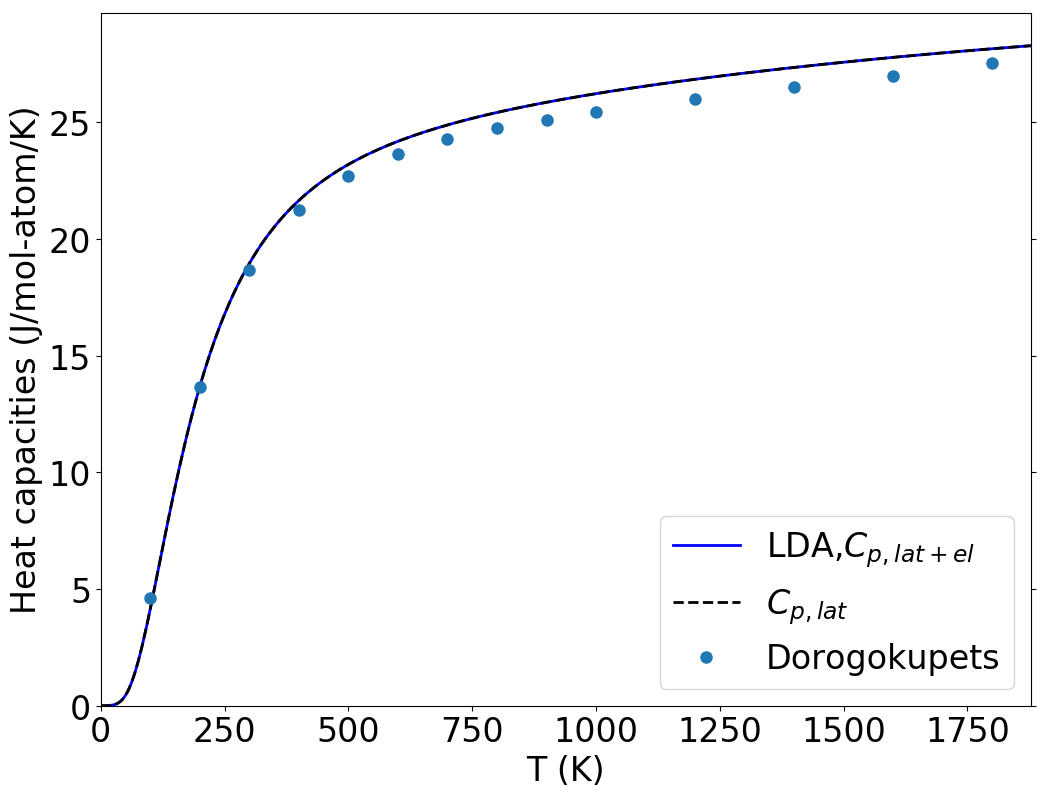 Heat capacities (J/mol-atom/K)
25
20
15
10
5
0
0 250 500 750 1000 1250 1500 1750
T (K)
LDA,C_{p, lat+el}
C_{p, lat}
Dorogokupets